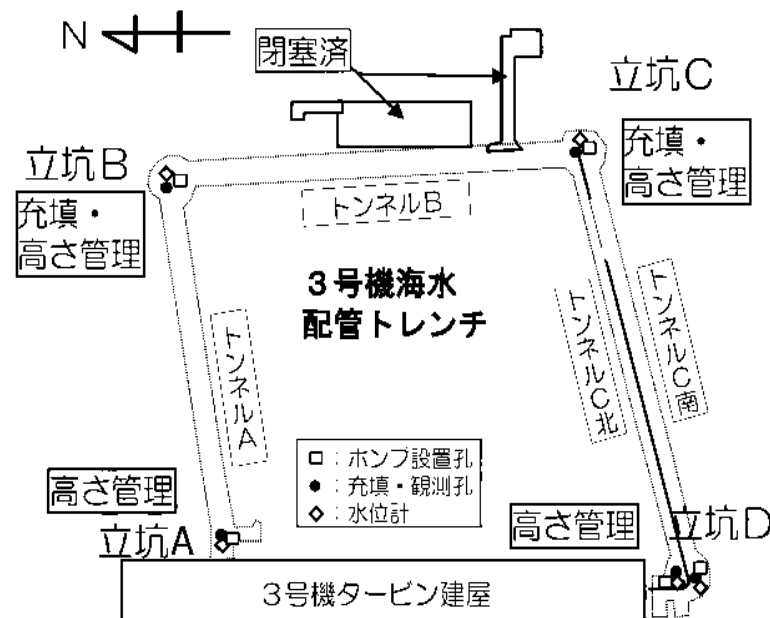 N
閉塞済
立坑C
充填・
高さ管理
立坑B
充填・
高さ管理
トンネルB
3号機海水
配管トレンチ
トンネルA
トンネルC北
トンネルC南
□：ポンプ設置孔
●：充填・観測孔
◇：水位計
高さ管理
立坑A
高さ管理
立坑D
3号機タービン建屋